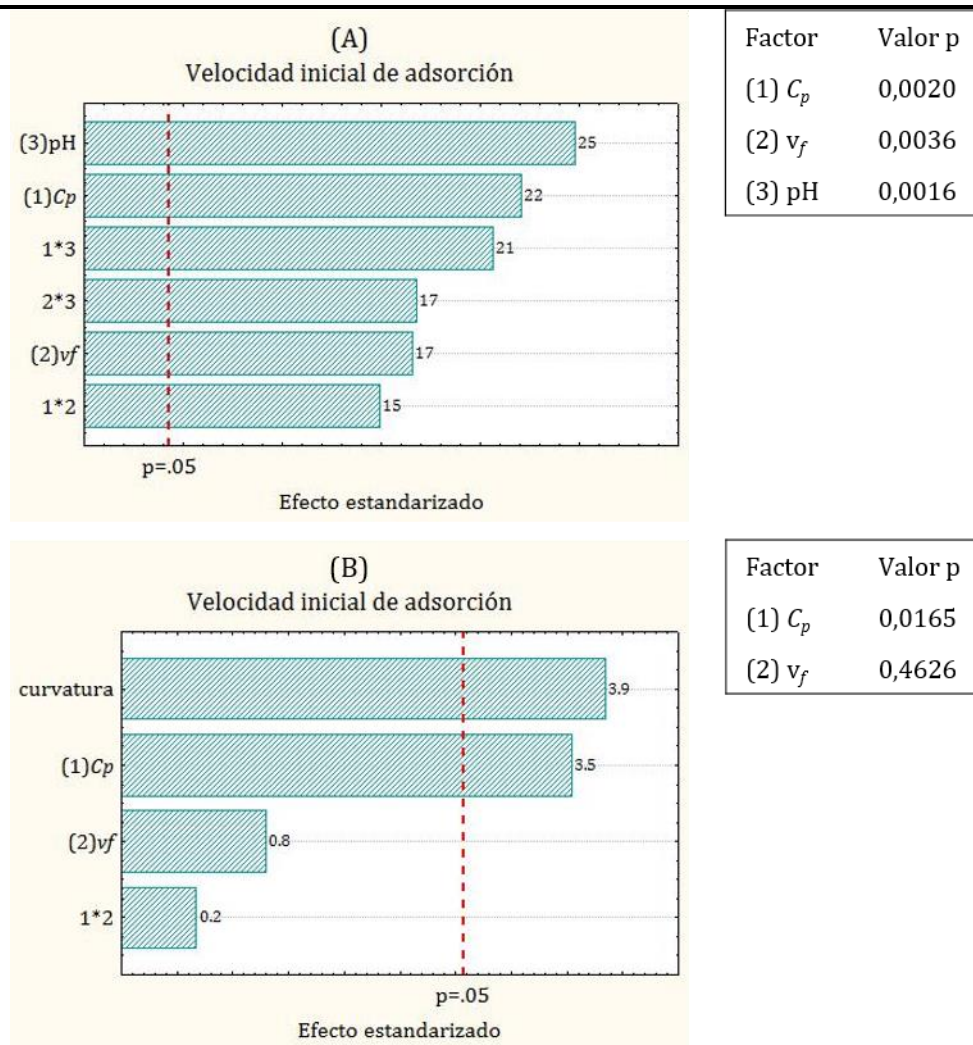 (A)
Velocidad inicial de adsorción
(3)pH
25
(1)Cp
22
1*3
21
2*3
17
(2)vf
17
1*2
15
p=.05
Efecto estandarizado
Factor Valor p
(1) Cp 0,0020
(2) vf 0,0036
(3) pH 0,0016
(B)
Velocidad inicial de adsorción
curvatura
3.9
(1)Cp
3.5
(2)vf
0.8
1*2
0.2
p=.05
Efecto estandarizado
Factor Valor p
(1) Cp 0,0165
(2) vf 0,4626